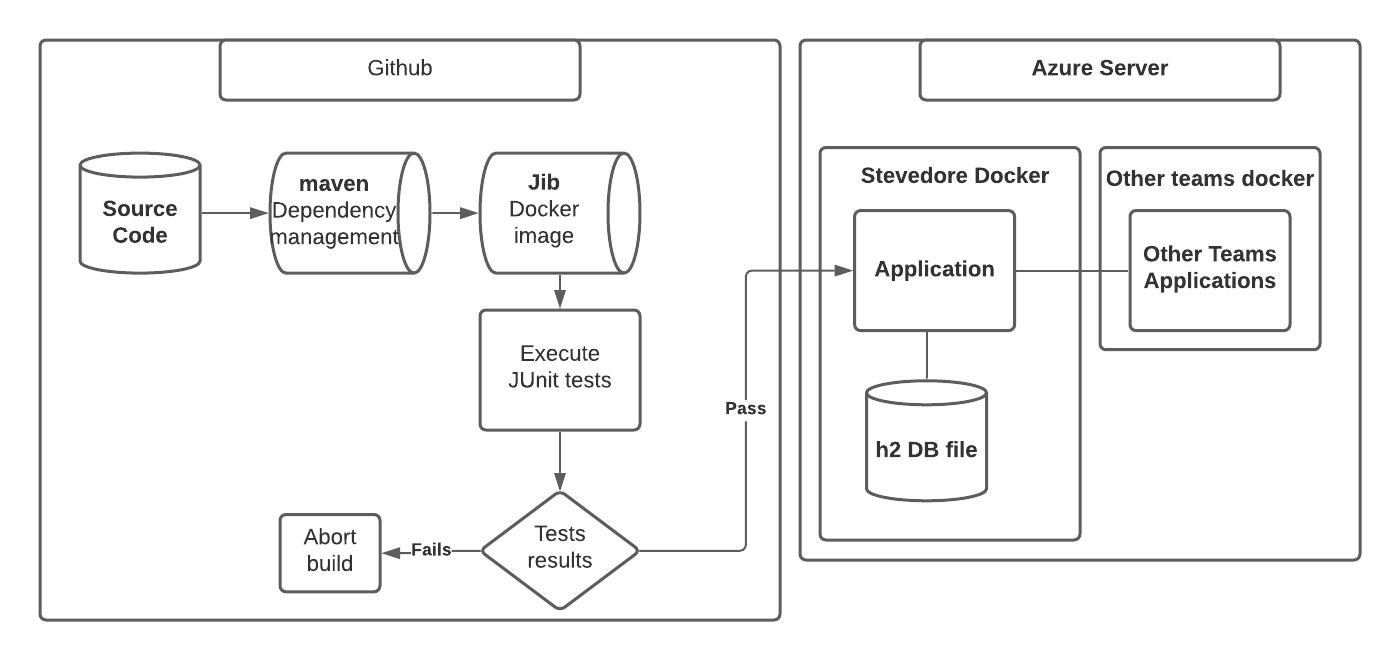 Github
Source
Code
maven
Dependency
management
Jib
Docker
image
Execute
JUnit tests
Tests
results
Fails
Abort
build
Pass
Azure Server
Stevedore Docker
Application
h2 DB file
Other teams docker
Other Teams
Applications